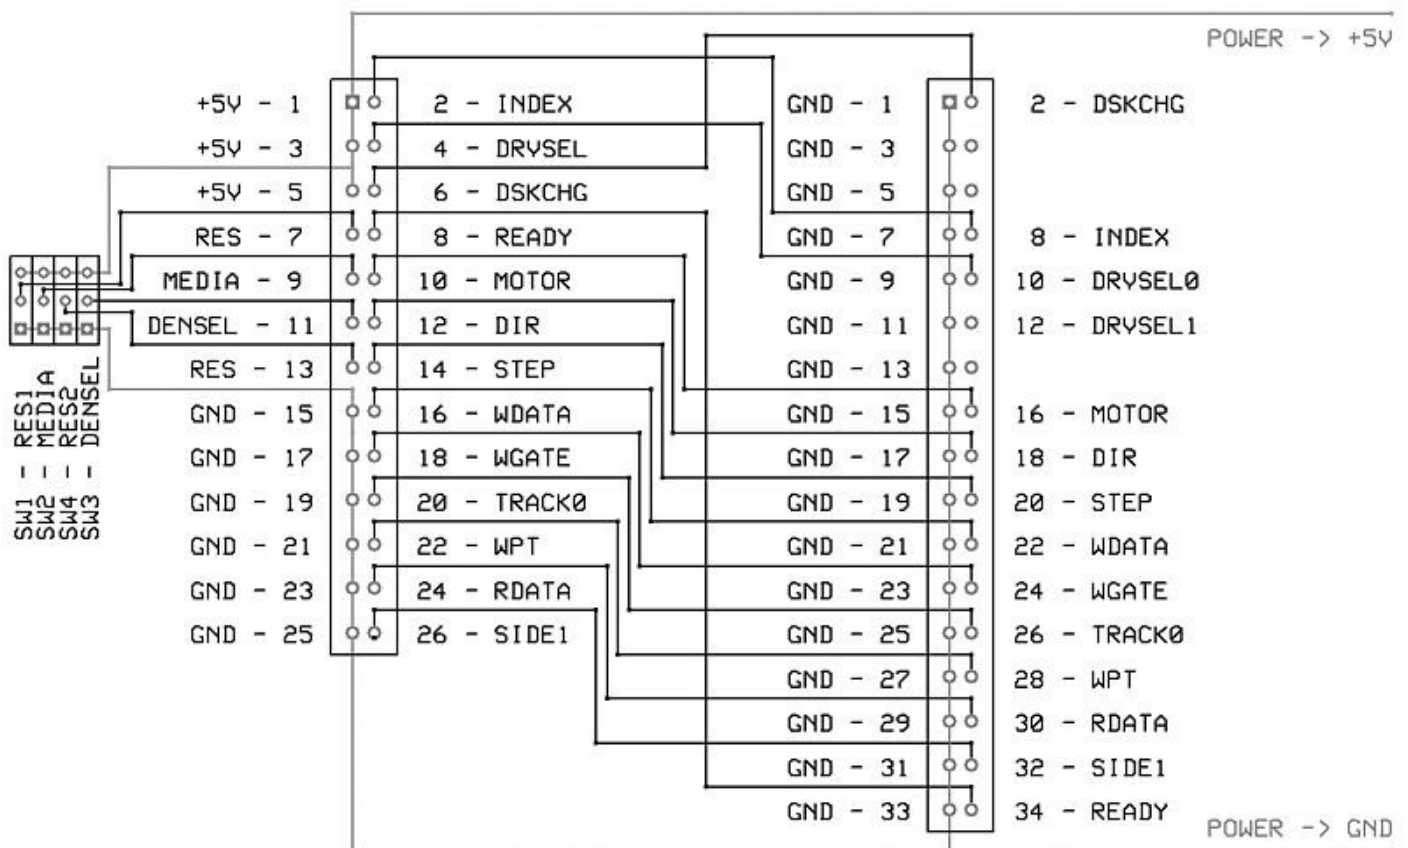 POWER -> +5V
+5V - 1
2 - INDEX
GND - 1
2 - DSKCHG
+5V - 3
4 - DRVSEL
GND - 3
+5V - 5
6 - DSKCHG
GND - 5
RES - 7
8 - READY
GND - 7
8 - INDEX
MEDIA - 9
10 - MOTOR
GND - 9
10 - DRVSEL0
DENSEL - 11
12 - DIR
GND - 11
12 - DRVSEL1
RES - 13
14 - STEP
GND - 13
GND - 15
16 - WDATA
GND - 15
16 - MOTOR
GND - 17
18 - WGATE
GND - 17
18 - DIR
GND - 19
20 - TRACK0
GND - 19
20 - STEP
GND - 21
22 - WPT
GND - 21
22 - WDATA
GND - 23
24 - RDATA
GND - 23
24 - WGATE
GND - 25
26 - SIDE1
GND - 25
26 - TRACK0
GND - 27
28 - WPT
GND - 29
30 - RDATA
GND - 31
32 - SIDE1
GND - 33
34 - READY
POWER -> GND
SW1 - RES1
SW2 - MEDIA
SW4 - RES2
SW3 - DENSEL